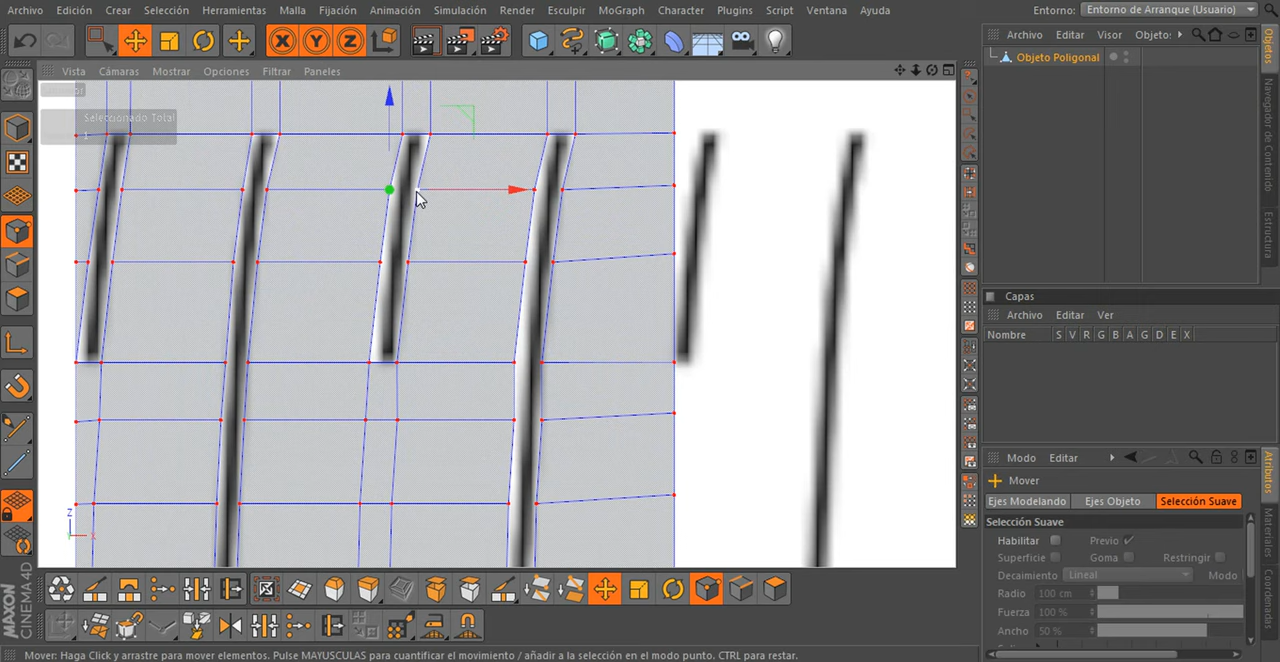 Archivo Edición Crear Selección Herramientas Malla Fijación Animación Simulación Render Esculpir MoGraph Character Plugins Script Ventana Ayuda Entorno: Entorno de Arranque (Usuario)
Vista Cámaras Mostrar Opciones Filtrar Paneles
Seleccionado Total
1
Z
X
Archivo Editar Visor Objeto:
Objeto Poligonal
Objetos
Navegador de Contenido
Estructura
Capas
Archivo Editar Ver
Nombre S V R G B A G D E X
Modo Editar
Mover
Ejes Modelando Ejes Objeto Selección Suave
Selección Suave
Habilitar Previo
Superficie Goma Restringir
Decaimiento Lineal Modo
Radio 100 cm
Fuerza 100 %
Ancho 50 %
Atributos
Materiales
Coordenadas
MAXON
CINEMA 4D
Mover: Haga Click y arrastre para mover elementos. Pulse MAYUSCULAS para cuantificar el movimiento / añadir a la selección en el modo punto. CTRL para restar.